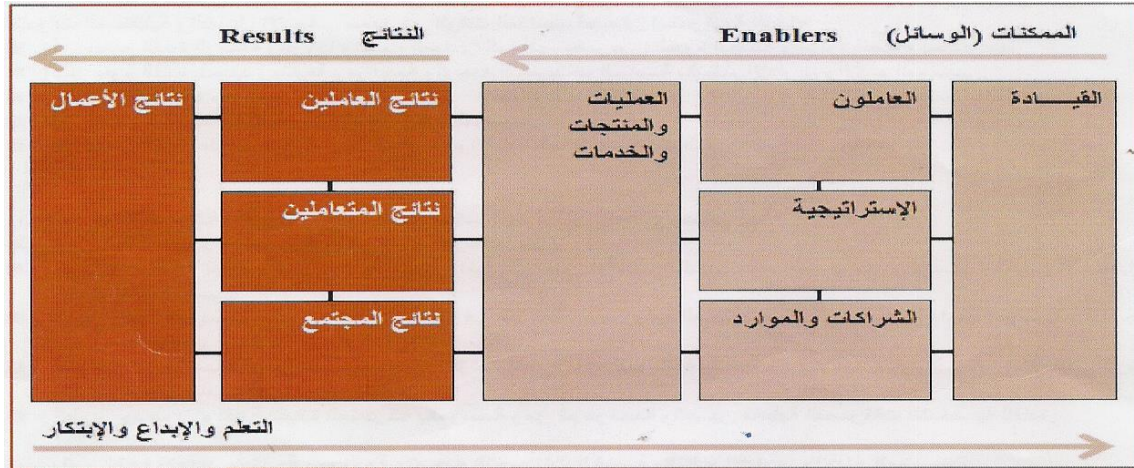 الممكنات (الوسائل) Enablers
النتائج Results
القيـــادة
العاملون
الإستراتيجية
الشراكات والموارد
العمليات
والمنتجات
والخدمات
نتائج العاملين
نتائج المتعاملين
نتائج المجتمع
نتائج الأعمال
التعلم والإبداع والإبتكار